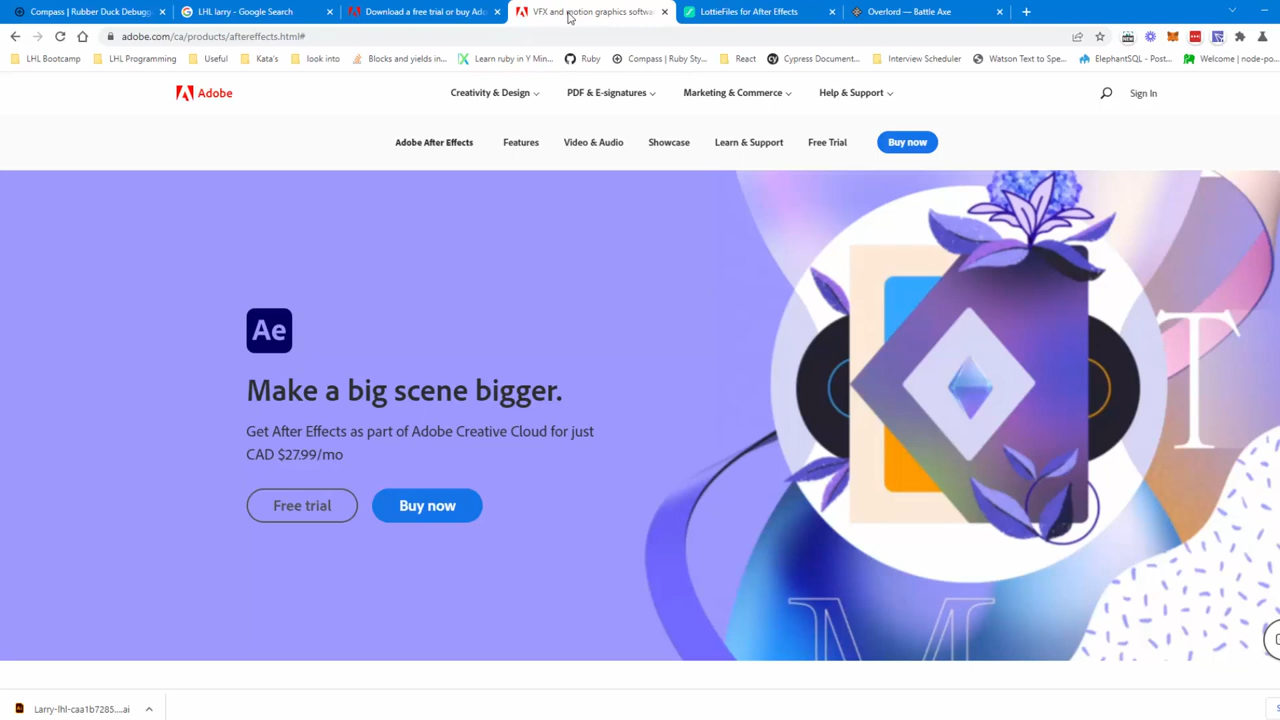 Compass | Rubber Duck Debugg
LHL larry - Google Search
Download a free trial or buy Ado
VFX and motion graphics softwa
LottieFiles for After Effects
Overlord — Battle Axe
adobe.com/ca/products/aftereffects.html#
LHL Bootcamp
LHL Programming
Useful
Kata's
look into
Blocks and yields in...
Learn ruby in Y Min...
Ruby
Compass | Ruby Sty...
React
Cypress Document...
Interview Scheduler
Watson Text to Spe...
ElephantSQL - Post...
Welcome | node-po...
Adobe
Creativity & Design
PDF & E-signatures
Marketing & Commerce
Help & Support
Sign In
Adobe After Effects
Features
Video & Audio
Showcase
Learn & Support
Free Trial
Buy now
Ae
Make a big scene bigger.
Get After Effects as part of Adobe Creative Cloud for just
CAD $27.99/mo
Free trial
Buy now
T
M
Larry-lhl-caa1b7285....ai